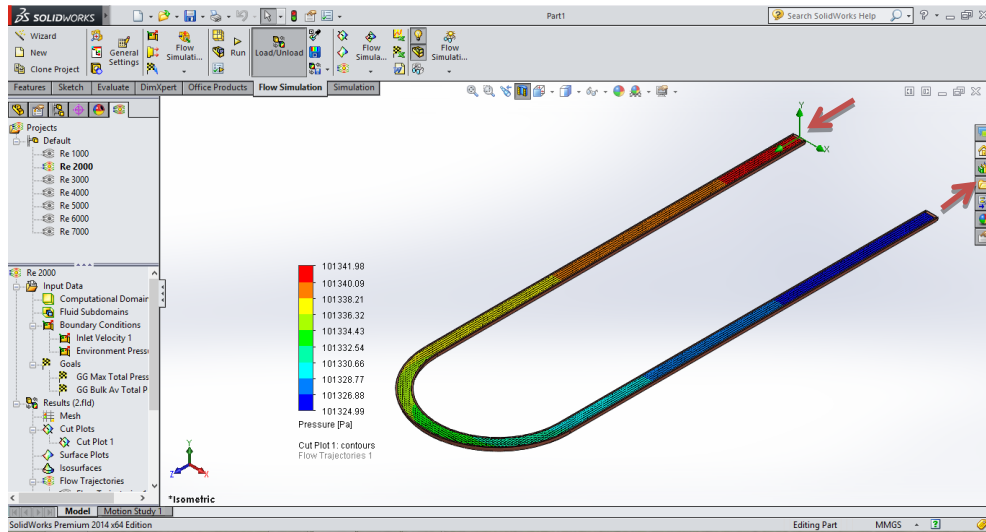 SOLIDWORKS
Part1
Search SolidWorks Help
Wizard
New
Clone Project
General Settings
Flow Simulati...
Run
Load/Unload
Flow Simula...
Flow Simulati...
Features Sketch Evaluate DimXpert Office Products Flow Simulation Simulation
Projects
Default
Re 1000
Re 2000
Re 3000
Re 4000
Re 5000
Re 6000
Re 7000
Re 2000
Input Data
Computational Domain
Fluid Subdomains
Boundary Conditions
Inlet Velocity 1
Environment Press
Goals
GG Max Total Press
GG Bulk Av Total P
Results (2.fld)
Mesh
Cut Plots
Cut Plot 1
Surface Plots
Isosurfaces
Flow Trajectories
Y
X
101341.98
101340.09
101338.21
101336.32
101334.43
101332.54
101330.66
101328.77
101326.88
101324.99
Pressure [Pa]
Cut Plot 1: contours
Flow Trajectories 1
Y
Z
X
*Isometric
Model Motion Study 1
SolidWorks Premium 2014 x64 Edition
Editing Part
MMGS